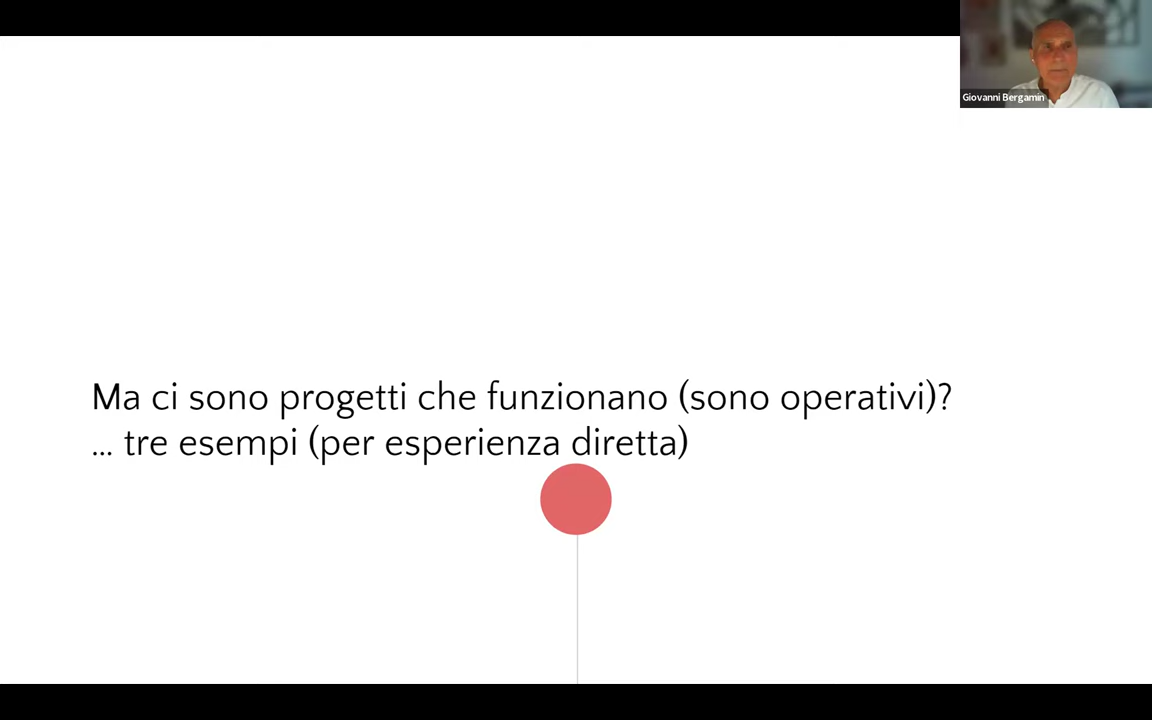 Giovanni Bergamin
Ma ci sono progetti che funzionano (sono operativi)?
... tre esempi (per esperienza diretta)